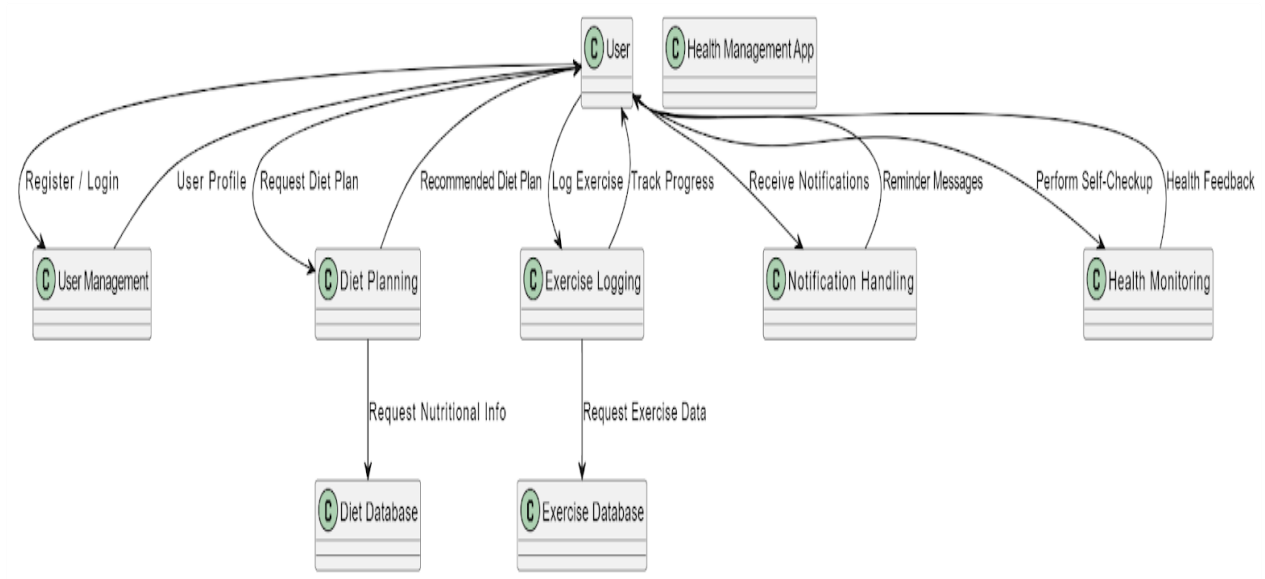 C User
C Health Management App
Register / Login
User Profile
Request Diet Plan
Recommended Diet Plan
Log Exercise
Track Progress
Receive Notifications
Reminder Messages
Perform Self-Checkup
Health Feedback
C User Management
C Diet Planning
C Exercise Logging
C Notification Handling
C Health Monitoring
Request Nutritional Info
Request Exercise Data
C Diet Database
C Exercise Database